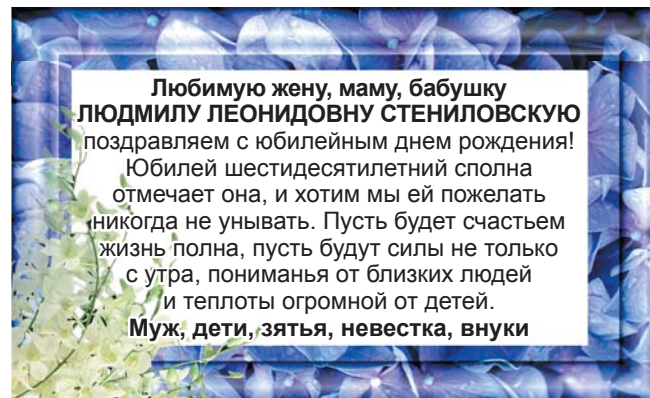 Любимую жену, маму, бабушку
ЛЮДМИЛУ ЛЕОНИДОВНУ СТЕНИЛОВСКУЮ
поздравляем с юбилейным днем рождения!
Юбилей шестидесятилетний сполна
отмечает она, и хотим мы ей пожелать
никогда не унывать. Пусть будет счастьем
жизнь полна, пусть будут силы не только
с утра, пониманья от близких людей
и теплоты огромной от детей.
Муж, дети, зятья, невестка, внуки